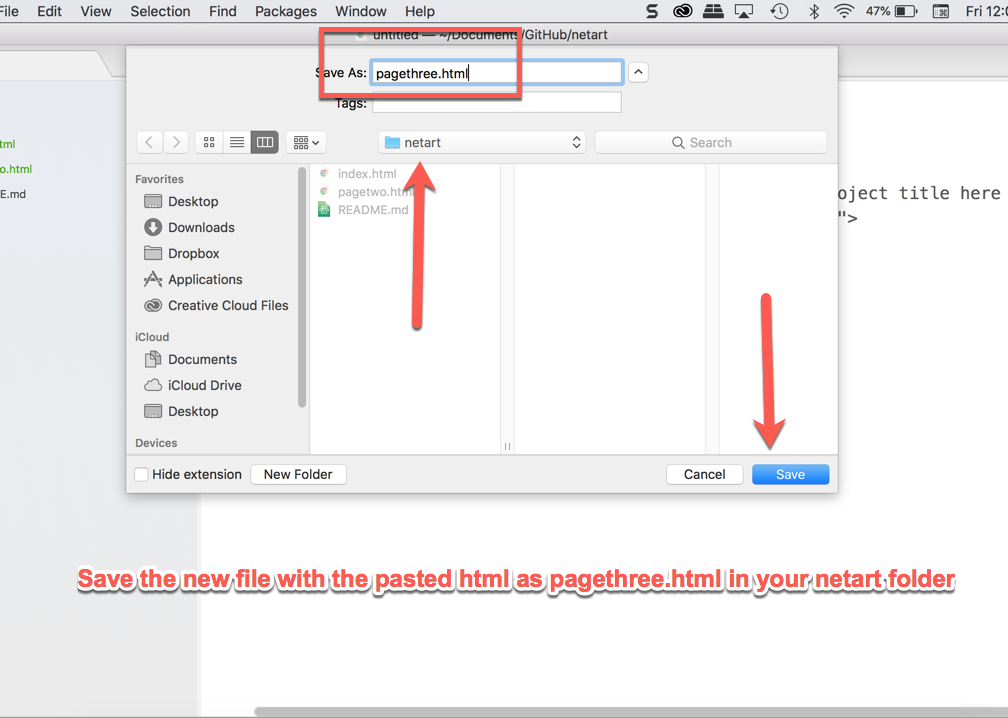 File Edit View Selection Find Packages Window Help 47% Fri 12:0
untitled — ~/Documents/GitHub/netart
Save As: pagethree.html
Tags:
netart Search
tml
o.html
E.md
Favorites
Desktop
Downloads
Dropbox
Applications
Creative Cloud Files
iCloud
Documents
iCloud Drive
Desktop
Devices
index.html
pagetwo.html
README.md
oject title here
">
Hide extension New Folder Cancel Save
Save the new file with the pasted html as pagethree.html in your netart folder